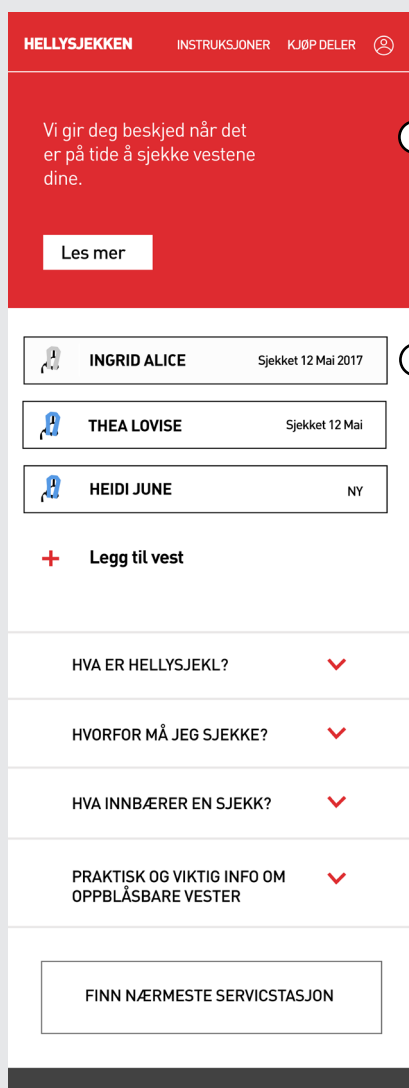 HELLYSJEKKEN INSTRUKSJONER KJØP DELER
Vi gir deg beskjed når det
er på tide å sjekke vestene
dine.
Les mer
INGRID ALICE Sjekket 12 Mai 2017
THEA LOVISE Sjekket 12 Mai
HEIDI JUNE NY
+ Legg til vest
HVA ER HELLYSJEKL?
HVORFOR MÅ JEG SJEKKE?
HVA INNBÆRER EN SJEKK?
PRAKTISK OG VIKTIG INFO OM
OPPBLÅSBARE VESTER
FINN NÆRMESTE SERVICSTASJON